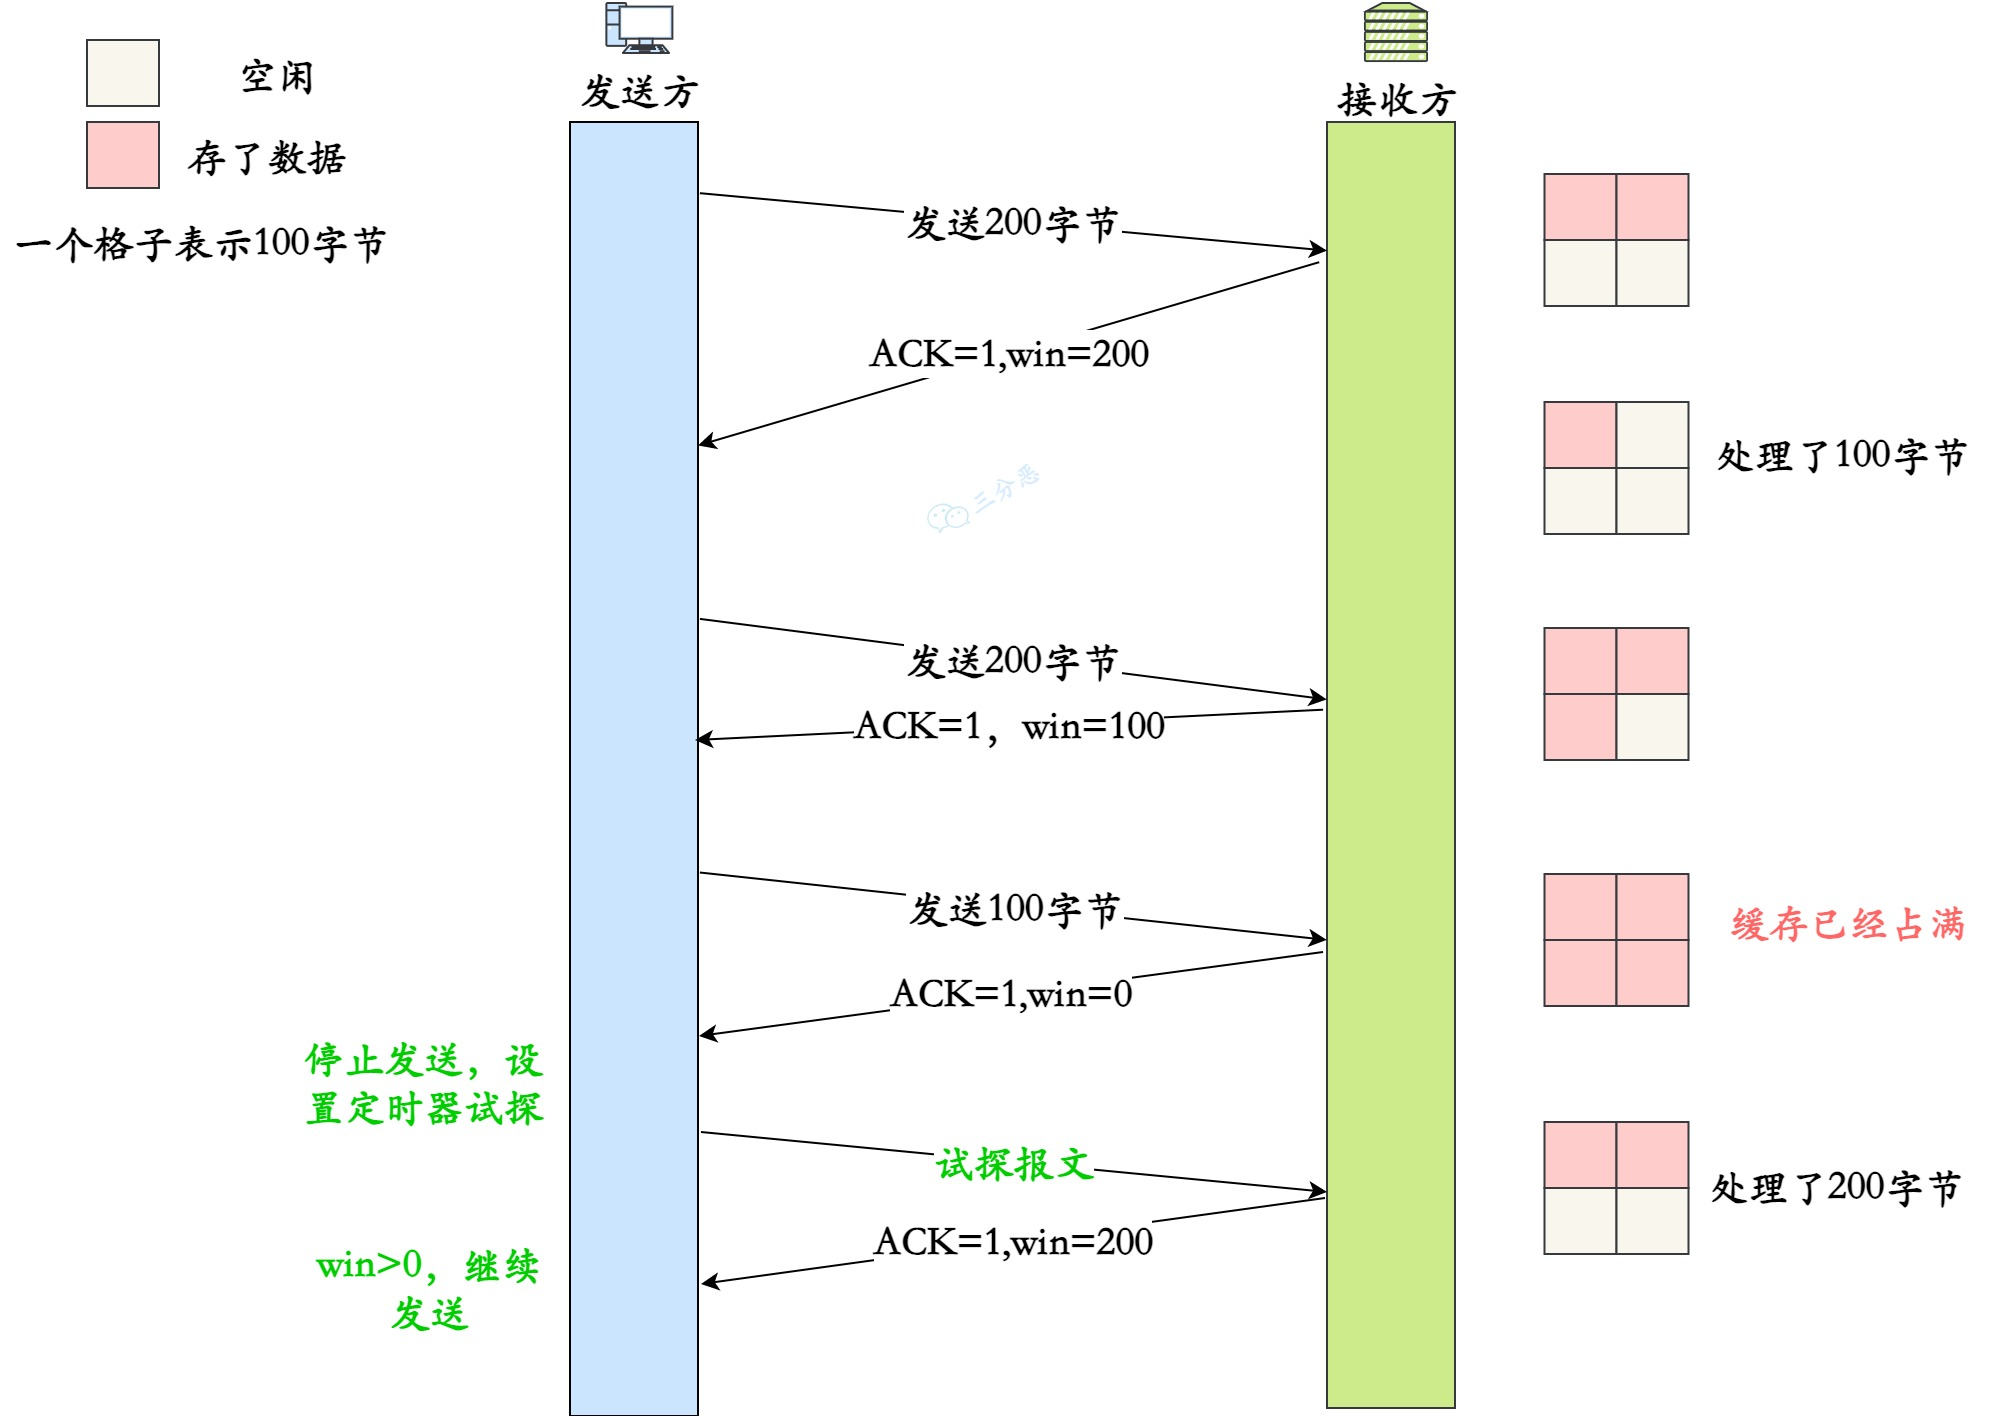 空闲
存了数据
一个格子表示100字节
发送方
接收方
发送200字节
ACK=1,win=200
三分恶
处理了100字节
发送200字节
ACK=1，win=100
发送100字节
缓存已经占满
ACK=1,win=0
停止发送，设
置定时器试探
试探报文
处理了200字节
ACK=1,win=200
win>0，继续
发送